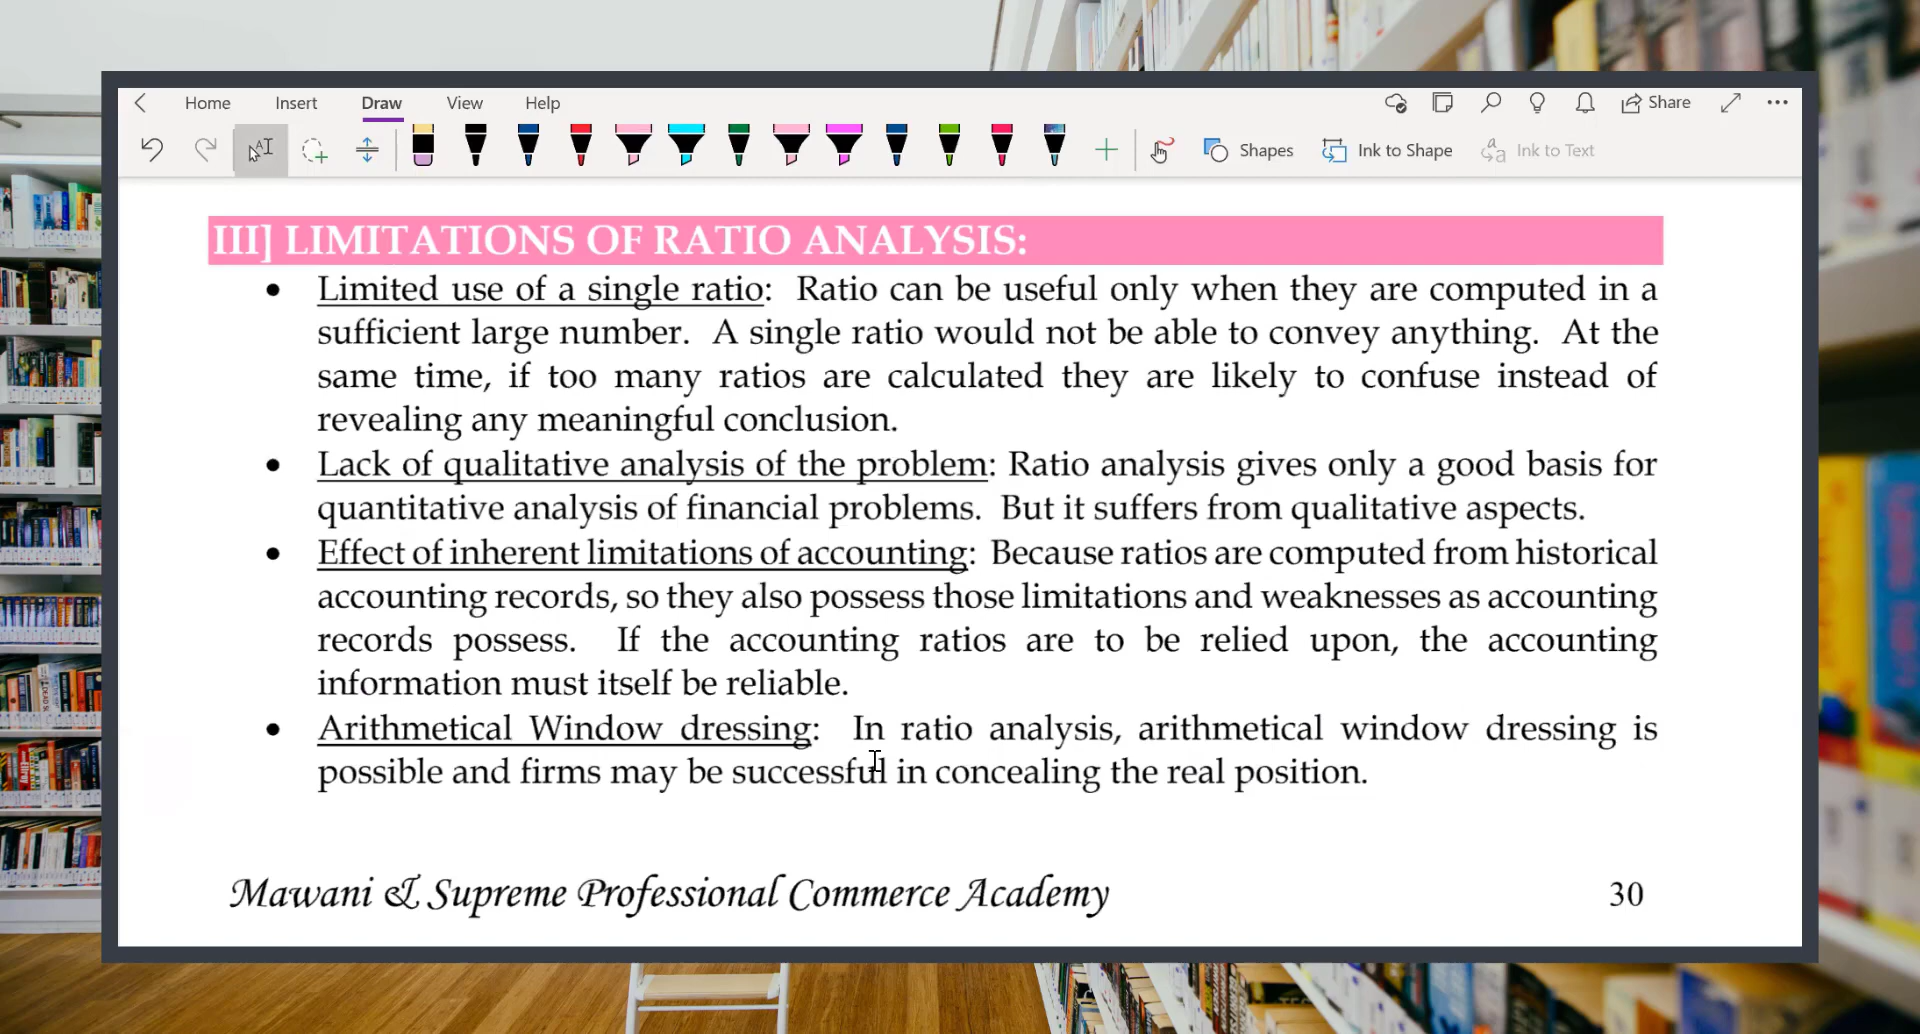 Home Insert Draw View Help Share
Shapes Ink to Shape Ink to Text
III] LIMITATIONS OF RATIO ANALYSIS:
• Limited use of a single ratio: Ratio can be useful only when they are computed in a
sufficient large number. A single ratio would not be able to convey anything. At the
same time, if too many ratios are calculated they are likely to confuse instead of
revealing any meaningful conclusion.
• Lack of qualitative analysis of the problem: Ratio analysis gives only a good basis for
quantitative analysis of financial problems. But it suffers from qualitative aspects.
• Effect of inherent limitations of accounting: Because ratios are computed from historical
accounting records, so they also possess those limitations and weaknesses as accounting
records possess. If the accounting ratios are to be relied upon, the accounting
information must itself be reliable.
• Arithmetical Window dressing: In ratio analysis, arithmetical window dressing is
possible and firms may be successful in concealing the real position.
Mawani & Supreme Professional Commerce Academy 30